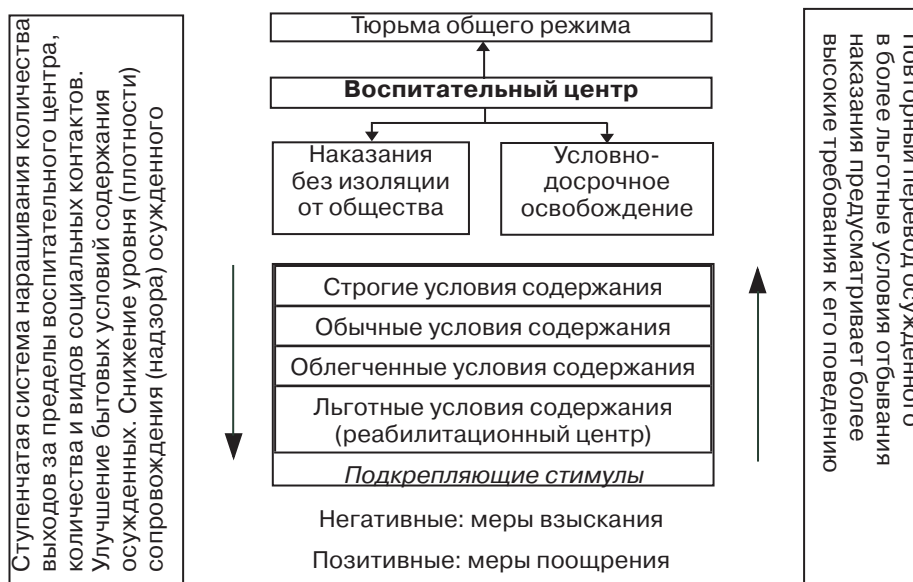 Ступенчатая система наращивания количества
выходов за пределы воспитательного центра,
количества и видов социальных контактов.
Улучшение бытовых условий содержания
осужденных. Снижение уровня (плотности)
сопровождения (надзора) осужденного
Тюрьма общего режима
Воспитательный центр
Наказания
без изоляции
от общества
Условно-
досрочное
освобождение
Строгие условия содержания
Обычные условия содержания
Облегченные условия содержания
Льготные условия содержания
(реабилитационный центр)
Подкрепляющие стимулы
Негативные: меры взыскания
Позитивные: меры поощрения
Повторный перевод осужденного
в более льготные условия отбывания
наказания предусматривает более
высокие требования к его поведению